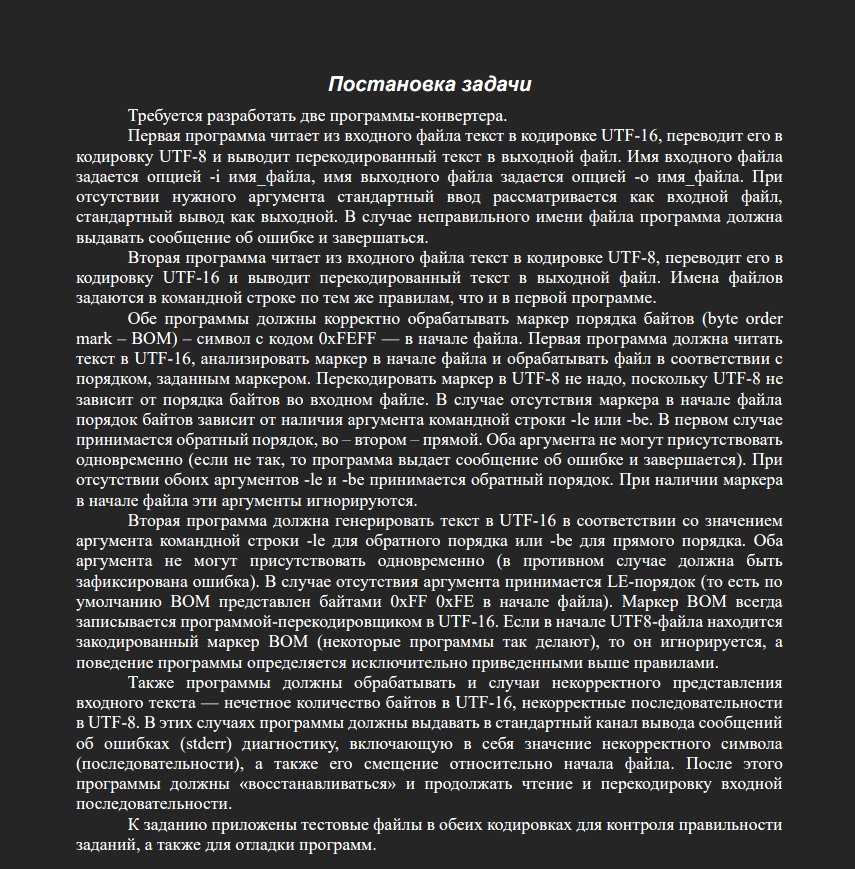 Постановка задачи
Требуется разработать две программы-конвертера.
Первая программа читает из входного файла текст в кодировке UTF-16, переводит его в
кодировку UTF-8 и выводит перекодированный текст в выходной файл. Имя входного файла
задается опцией -i имя_файла, имя выходного файла задается опцией -o имя_файла. При
отсутствии нужного аргумента стандартный ввод рассматривается как входной файл,
стандартный вывод как выходной. В случае неправильного имени файла программа должна
выдавать сообщение об ошибке и завершаться.
Вторая программа читает из входного файла текст в кодировке UTF-8, переводит его в
кодировку UTF-16 и выводит перекодированный текст в выходной файл. Имена файлов
задаются в командной строке по тем же правилам, что и в первой программе.
Обе программы должны корректно обрабатывать маркер порядка байтов (byte order
mark – BOM) – символ с кодом 0xFEFF — в начале файла. Первая программа должна читать
текст в UTF-16, анализировать маркер в начале файла и обрабатывать файл в соответствии с
порядком, заданным маркером. Перекодировать маркер в UTF-8 не надо, поскольку UTF-8 не
зависит от порядка байтов во входном файле. В случае отсутствия маркера в начале файла
порядок байтов зависит от наличия аргумента командной строки -le или -be. В первом случае
принимается обратный порядок, во – втором – прямой. Оба аргумента не могут присутствовать
одновременно (если не так, то программа выдает сообщение об ошибке и завершается). При
отсутствии обоих аргументов -le и -be принимается обратный порядок. При наличии маркера
в начале файла эти аргументы игнорируются.
Вторая программа должна генерировать текст в UTF-16 в соответствии со значением
аргумента командной строки -le для обратного порядка или -be для прямого порядка. Оба
аргумента не могут присутствовать одновременно (в противном случае должна быть
зафиксирована ошибка). В случае отсутствия аргумента принимается LE-порядок (то есть по
умолчанию BOM представлен байтами 0xFF 0xFE в начале файла). Маркер BOM всегда
записывается программой-перекодировщиком в UTF-16. Если в начале UTF8-файла находится
закодированный маркер BOM (некоторые программы так делают), то он игнорируется, а
поведение программы определяется исключительно приведенными выше правилами.
Также программы должны обрабатывать и случаи некорректного представления
входного текста — нечетное количество байтов в UTF-16, некорректные последовательности
в UTF-8. В этих случаях программы должны выдавать в стандартный канал вывода сообщений
об ошибках (stderr) диагностику, включающую в себя значение некорректного символа
(последовательности), а также его смещение относительно начала файла. После этого
программы должны «восстанавливаться» и продолжать чтение и перекодировку входной
последовательности.
К заданию приложены тестовые файлы в обеих кодировках для контроля правильности
заданий, а также для отладки программ.